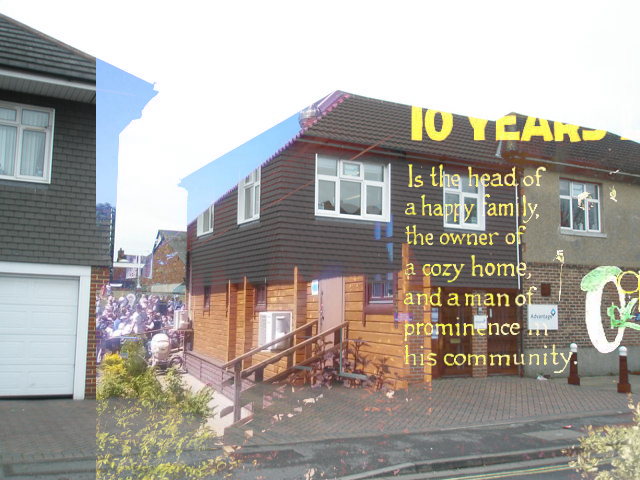 10 YEARS
Is the head of
a happy family,
the owner of
a cozy home,
and a man of
prominence in
his community
Advantage